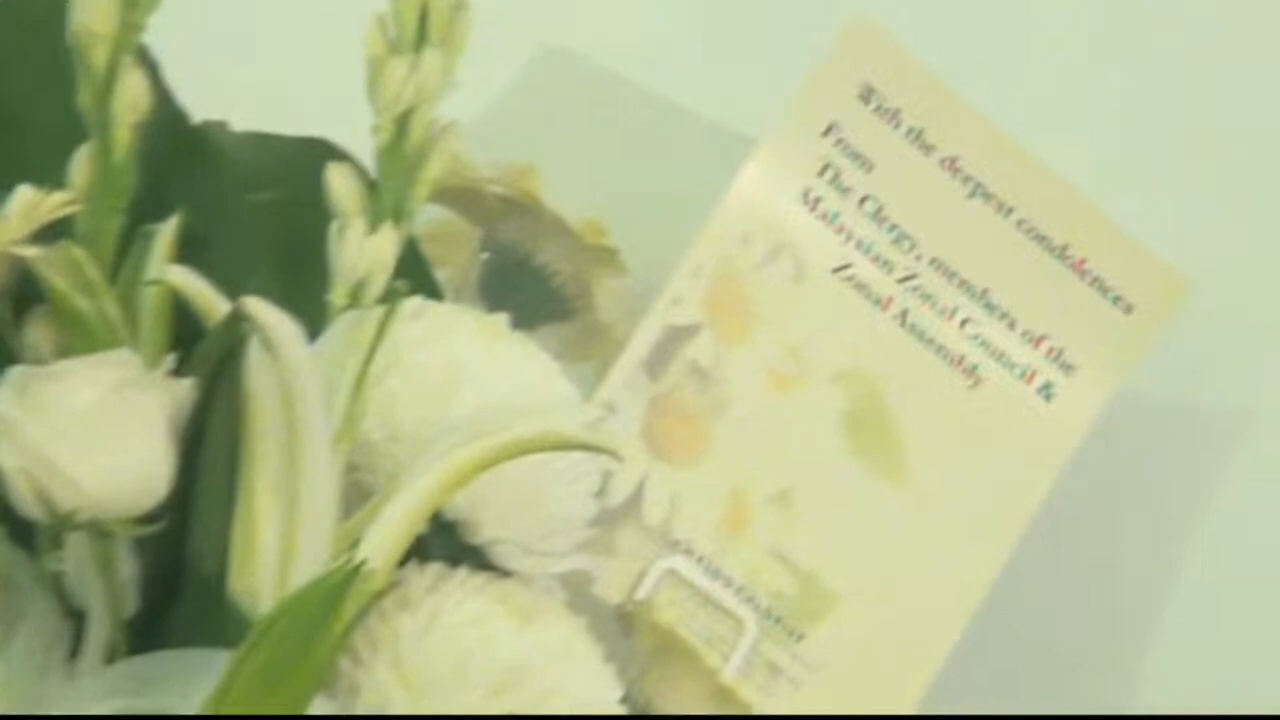 With the deepest condolences
From
The Clergy, members of the
Malaysian Zonal Council &
Zonal Assembly